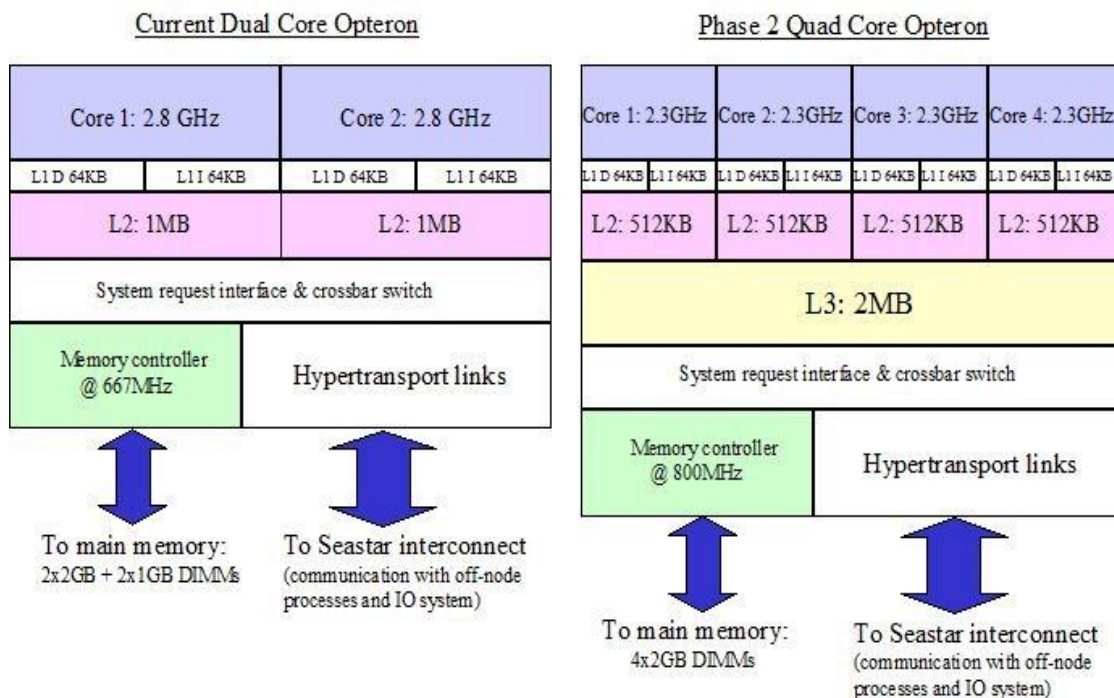 Current Dual Core Opteron
Core 1: 2.8 GHz
Core 2: 2.8 GHz
L1D 64KB
L1I 64KB
L1D 64KB
L1I 64KB
L2: 1MB
L2: 1MB
System request interface & crossbar switch
Memory controller
@ 667MHz
Hypertransport links
To main memory:
2x2GB + 2x1GB DIMMs
To Seastar interconnect
(communication with off-node
processes and IO system)
Phase 2 Quad Core Opteron
Core 1: 2.3GHz
Core 2: 2.3GHz
Core 3: 2.3GHz
Core 4: 2.3GHz
L1D 64KB
L1I 64KB
L1D 64KB
L1I 64KB
L1D 64KB
L1I 64KB
L1D 64KB
L1I 64KB
L2: 512KB
L2: 512KB
L2: 512KB
L2: 512KB
L3: 2MB
System request interface & crossbar switch
Memory controller
@ 800MHz
Hypertransport links
To main memory:
4x2GB DIMMs
To Seastar interconnect
(communication with off-node
processes and IO system)